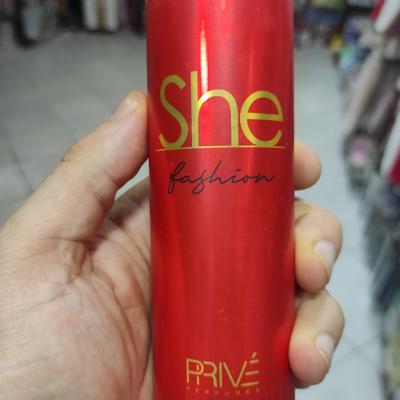 She
fashion
PRIVÉ
PERFUMES